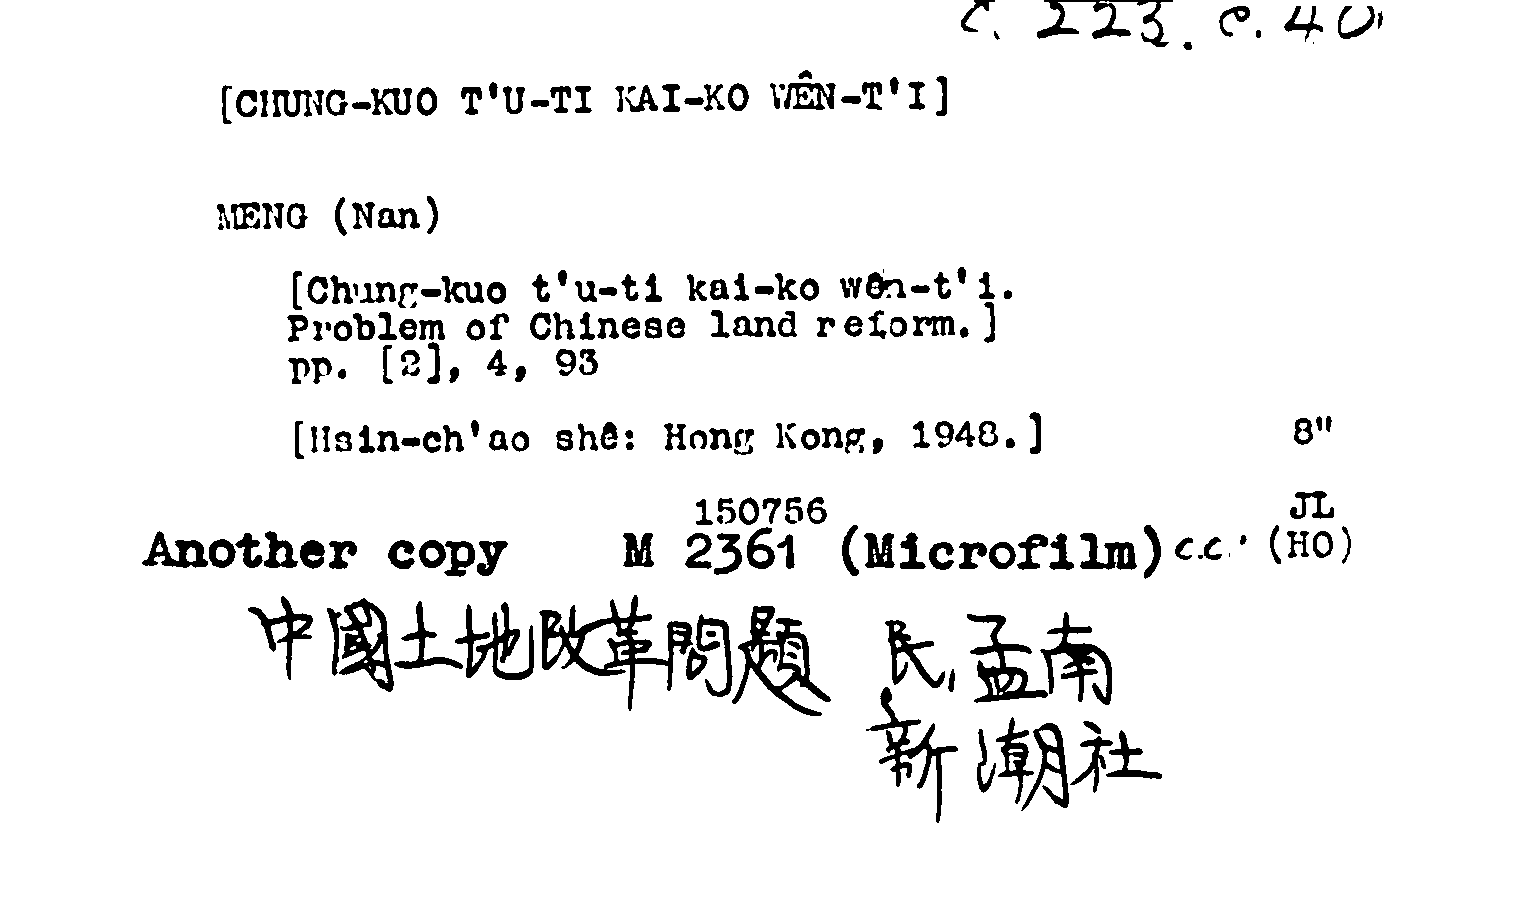 c. 223. e. 40
[CHUNG-KUO T'U-TI KAI-KO WÊN-T'I]
MENG (Nan)
[Chung-kuo t'u-ti kai-ko wên-t'i.
Problem of Chinese land reform.]
pp. [2], 4, 93
[Hsin-ch'ao shê: Hong Kong, 1948.] 8"
150756 JL
Another copy M 2361 (Microfilm) c.c. (HO)
中國土地改革問題 民, 孟南
新潮社